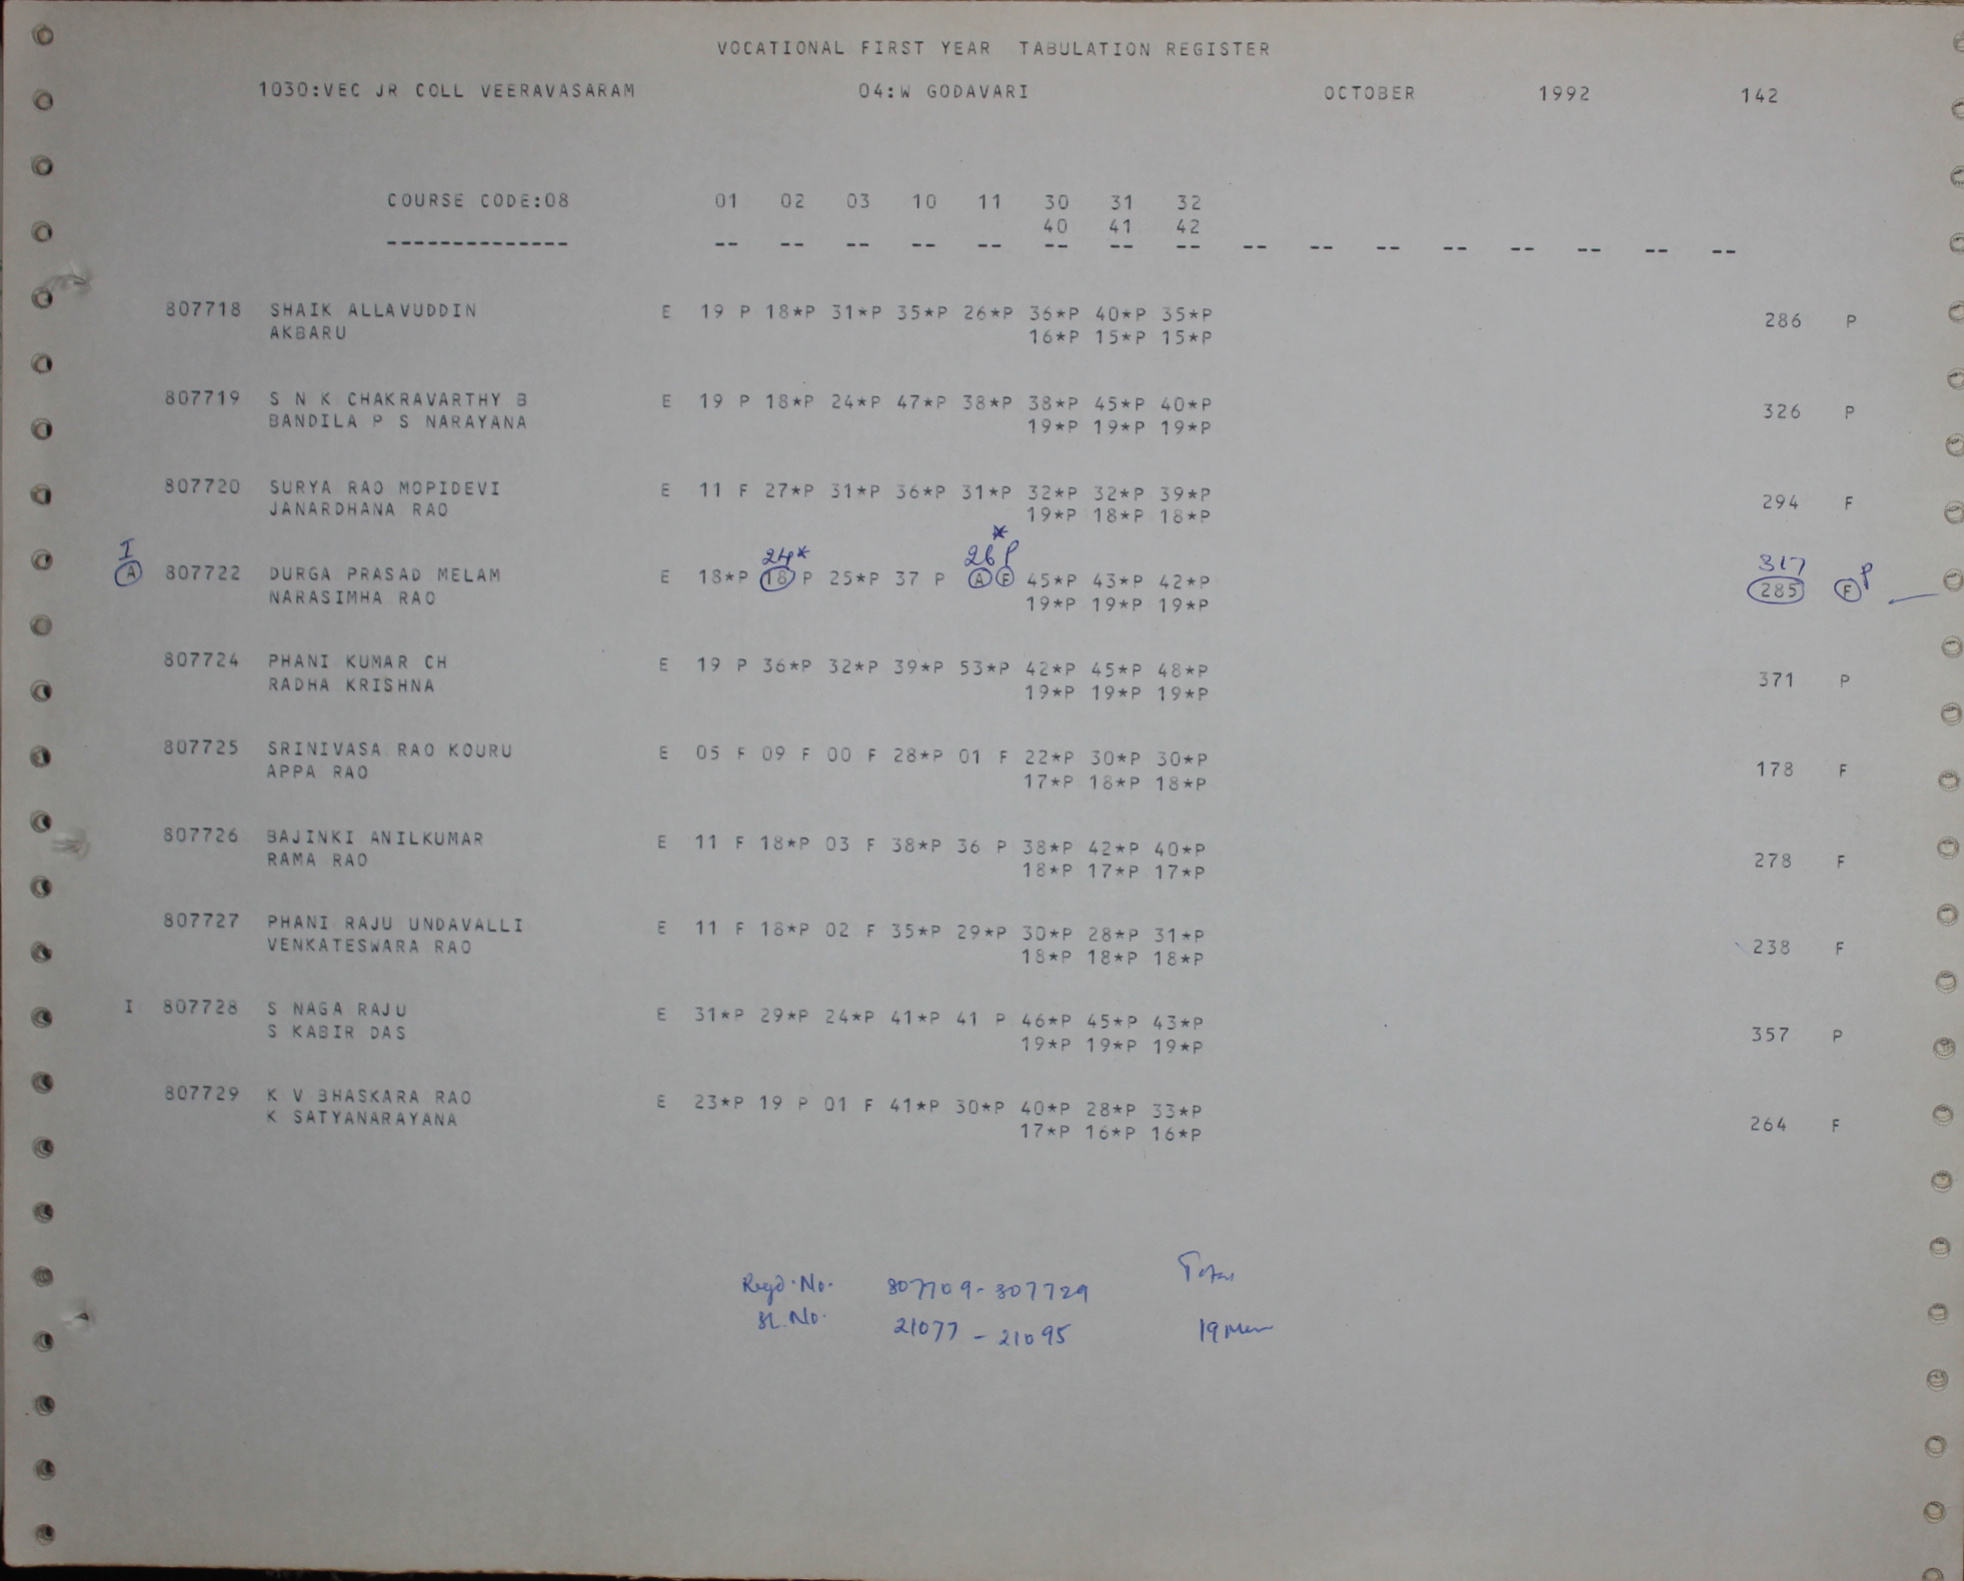 VOCATIONAL FIRST YEAR TABULATION REGISTER
1030:VEC JR COLL VEERAVASARAM 04:W GODAVARI OCTOBER 1992 142
COURSE CODE:08 01 02 03 10 11 30 31 32
40 41 42
-------------- -- -- -- -- -- -- -- -- -- -- -- -- -- -- -- --
807718 SHAIK ALLAVUDDIN E 19 P 18*P 31*P 35*P 26*P 36*P 40*P 35*P 286 P
AKBARU 16*P 15*P 15*P
807719 S N K CHAKRAVARTHY B E 19 P 18*P 24*P 47*P 38*P 38*P 45*P 40*P 326 P
BANDILA P S NARAYANA 19*P 19*P 19*P
807720 SURYA RAO MOPIDEVI E 11 F 27*P 31*P 36*P 31*P 32*P 32*P 39*P 294 F
JANARDHANA RAO 19*P 18*P 18*P
I 24* 26*P 317 P
A 807722 DURGA PRASAD MELAM E 18*P 18 P 25*P 37 P A F 45*P 43*P 42*P 285 F
NARASIMHA RAO 19*P 19*P 19*P
807724 PHANI KUMAR CH E 19 P 36*P 32*P 39*P 53*P 42*P 45*P 48*P 371 P
RADHA KRISHNA 19*P 19*P 19*P
807725 SRINIVASA RAO KOURU E 05 F 09 F 00 F 28*P 01 F 22*P 30*P 30*P 178 F
APPA RAO 17*P 18*P 18*P
807726 BAJINKI ANILKUMAR E 11 F 18*P 03 F 38*P 36 P 38*P 42*P 40*P 278 F
RAMA RAO 18*P 17*P 17*P
807727 PHANI RAJU UNDAVALLI E 11 F 18*P 02 F 35*P 29*P 30*P 28*P 31*P 238 F
VENKATESWARA RAO 18*P 18*P 18*P
I 807728 S NAGA RAJU E 31*P 29*P 24*P 41*P 41 P 46*P 45*P 43*P 357 P
S KABIR DAS 19*P 19*P 19*P
807729 K V BHASKARA RAO E 23*P 19 P 01 F 41*P 30*P 40*P 28*P 33*P 264 F
K SATYANARAYANA 17*P 16*P 16*P
Regd.No. 807709-807729 Total
Sl.No. 21077 - 21095 19